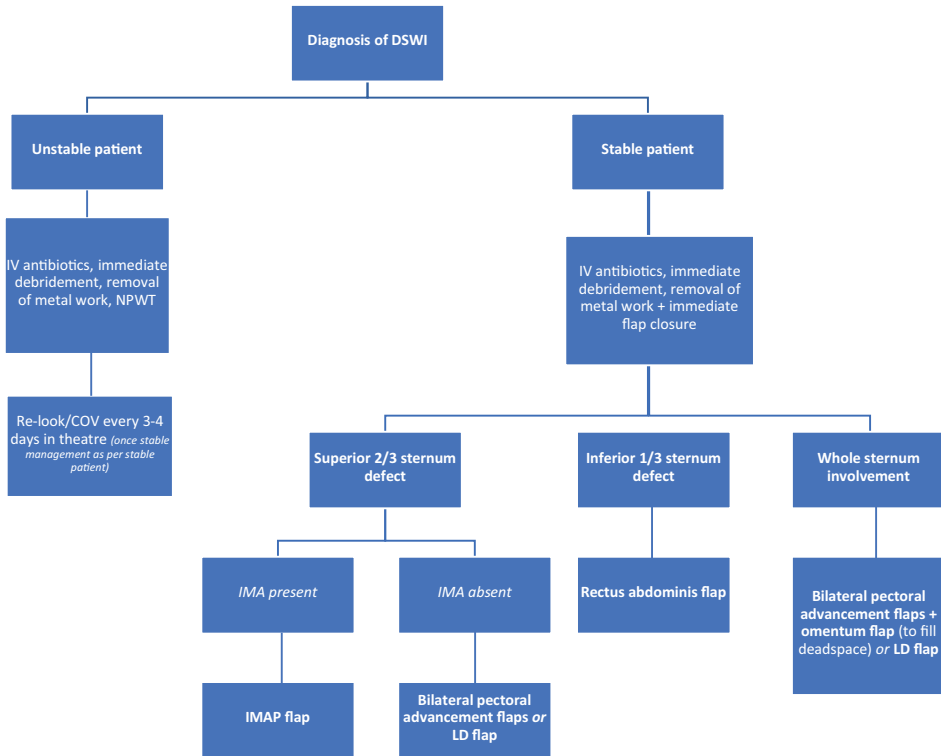 Diagnosis of DSWI
Unstable patient
Stable patient
IV antibiotics, immediate
debridement, removal
of metal work, NPWT
IV antibiotics, immediate
debridement, removal of
metal work + immediate
flap closure
Re-look/COV every 3-4
days in theatre (once stable
management as per stable
patient)
Superior 2/3 sternum
defect
Inferior 1/3 sternum
defect
Whole sternum
involvement
IMA present
IMA absent
Rectus abdominis flap
Bilateral pectoral
advancement flaps +
omentum flap (to fill
deadspace) or LD flap
IMAP flap
Bilateral pectoral
advancement flaps or
LD flap